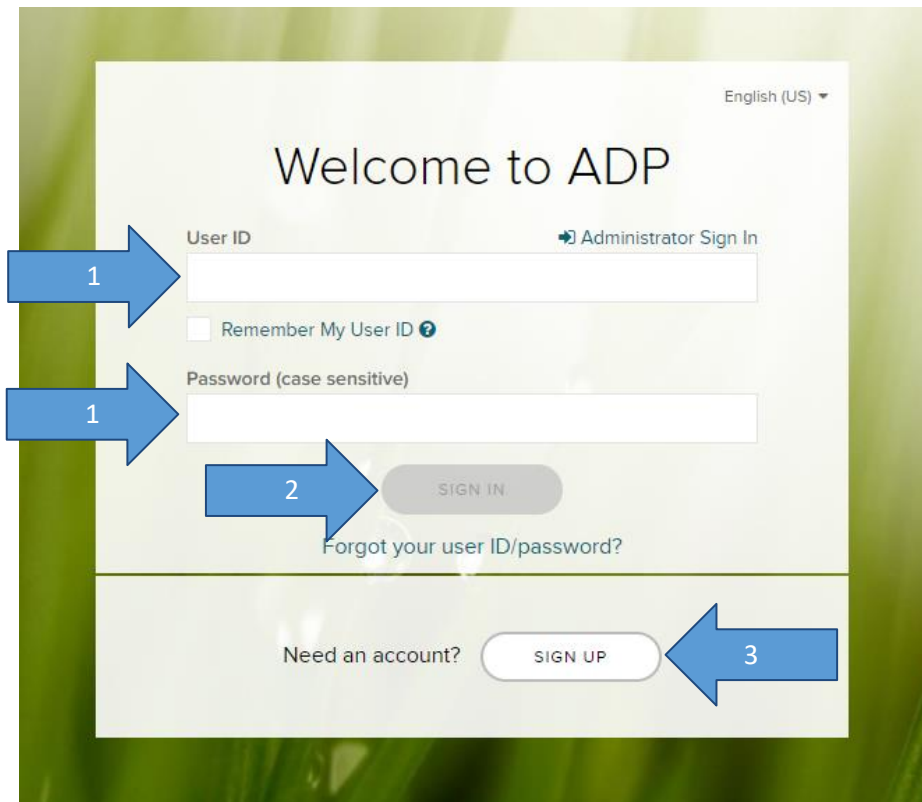 English (US)
Welcome to ADP
User ID Administrator Sign In
1
Remember My User ID ?
Password (case sensitive)
1
2 SIGN IN
Forgot your user ID/password?
Need an account? SIGN UP 3